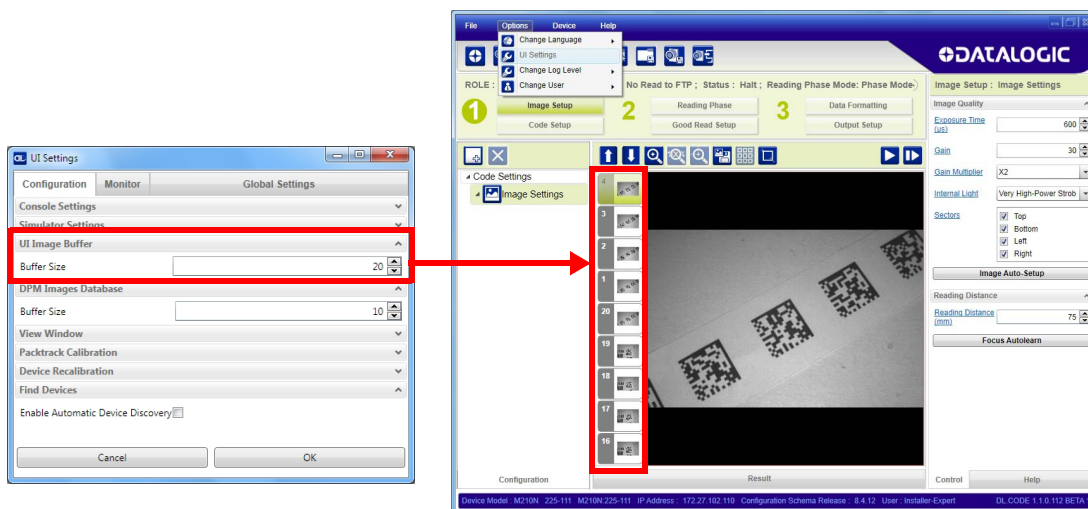 UI Settings
Configuration Monitor Global Settings
Console Settings
Simulator Settings
UI Image Buffer
Buffer Size 20
DPM Images Database
Buffer Size 10
View Window
Packtrack Calibration
Device Recalibration
Find Devices
Enable Automatic Device Discovery
Cancel OK
File Options Device Help
Change Language
UI Settings
Change Log Level
Change User
DATALOGIC
ROLE : No Read to FTP ; Status : Halt ; Reading Phase Mode: Phase Mode
1 Image Setup 2 Reading Phase 3 Data Formatting
Code Setup Good Read Setup Output Setup
Code Settings
Image Settings
4
3
2
1
20
19
18
17
16
Configuration Result
Image Setup : Image Settings
Image Quality
Exposure Time (us) 600
Gain 30
Gain Multiplier X2
Internal Light Very High-Power Strob
Sectors Top
Bottom
Left
Right
Image Auto-Setup
Reading Distance
Reading Distance (mm) 75
Focus Autolearn
Control Help
Device Model : M210N 225-111 M210N:225-111 IP Address : 172.27.102.110 Configuration Schema Release : 8.4.12 User : Installer-Expert DL.CODE 1.1.0.112 BETA